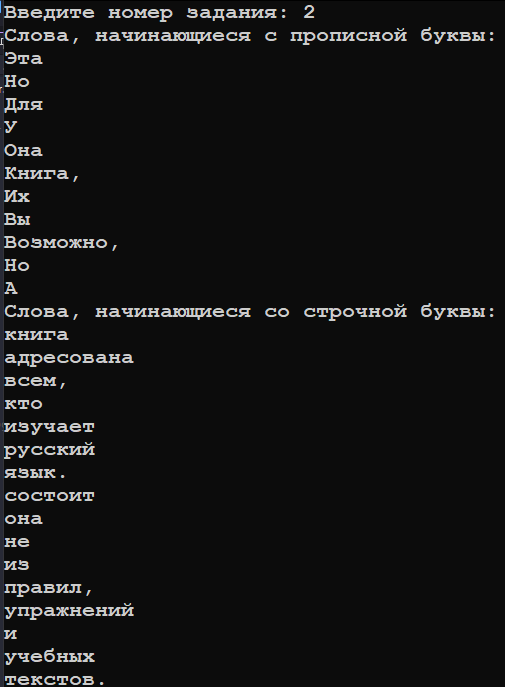 Введите номер задания: 2
Слова, начинающиеся с прописной буквы:
Эта
Но
Для
У
Она
Книга,
Их
Вы
Возможно,
Но
А
Слова, начинающиеся со строчной буквы:
книга
адресована
всем,
кто
изучает
русский
язык.
состоит
она
не
из
правил,
упражнений
и
учебных
текстов.